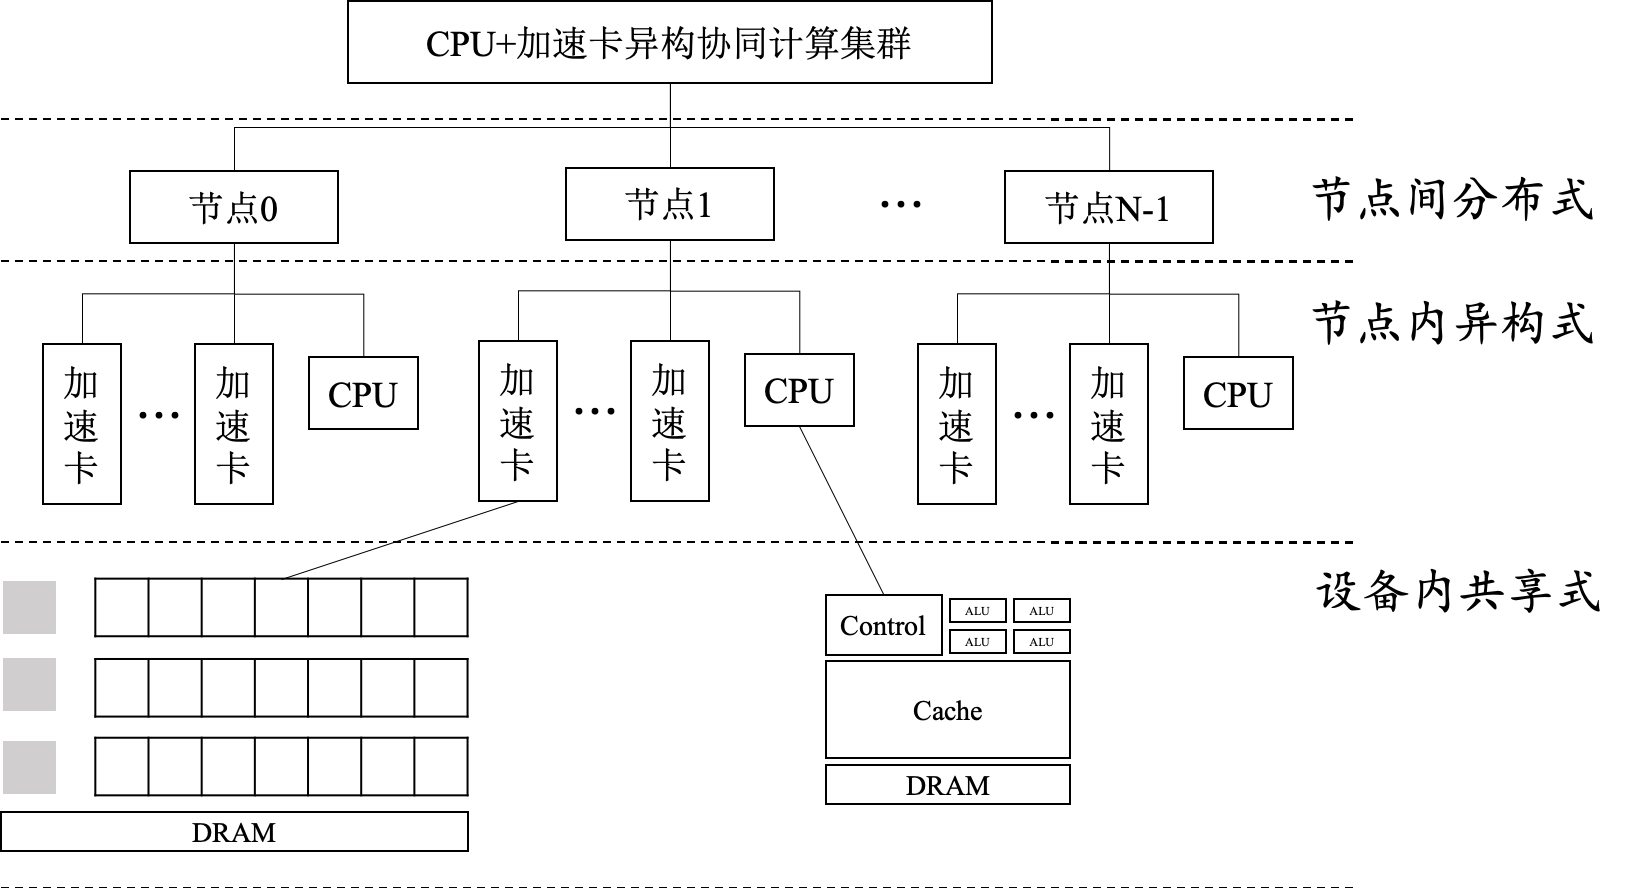 CPU+加速卡异构协同计算集群
节点0
节点1
…
节点N-1
节点间分布式
节点内异构式
加速卡
…
加速卡
CPU
加速卡
…
加速卡
CPU
加速卡
…
加速卡
CPU
设备内共享式
Control
ALU
ALU
ALU
ALU
Cache
DRAM
DRAM